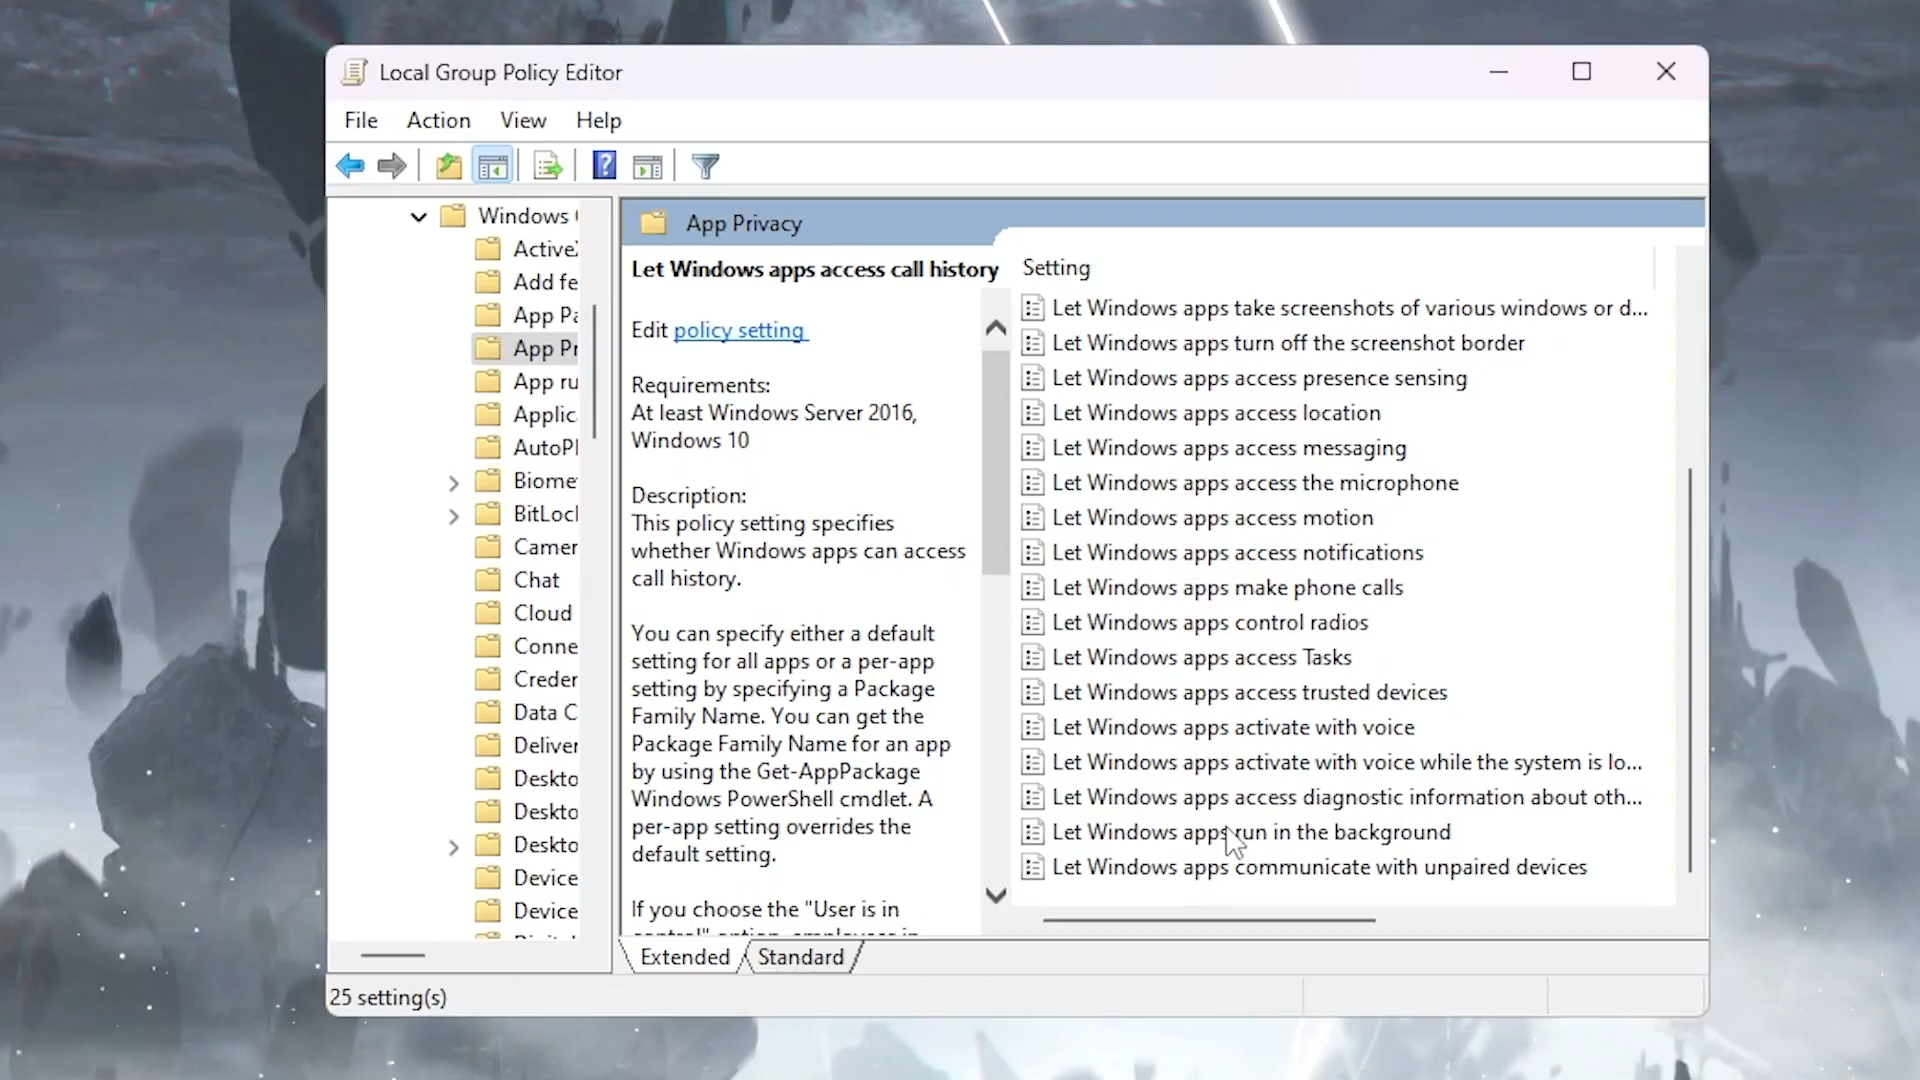 Local Group Policy Editor
File Action View Help
Windows
ActiveX
Add fe
App Pa
App Pr
App ru
Applic
AutoPl
Biome
BitLocl
Camer
Chat
Cloud
Conne
Creder
Data C
Deliver
Deskto
Deskto
Deskto
Device
Device
App Privacy
Let Windows apps access call history
Edit policy setting
Requirements:
At least Windows Server 2016,
Windows 10
Description:
This policy setting specifies
whether Windows apps can access
call history.
You can specify either a default
setting for all apps or a per-app
setting by specifying a Package
Family Name. You can get the
Package Family Name for an app
by using the Get-AppPackage
Windows PowerShell cmdlet. A
per-app setting overrides the
default setting.
If you choose the "User is in
control" option, employees in
Setting
Let Windows apps take screenshots of various windows or d...
Let Windows apps turn off the screenshot border
Let Windows apps access presence sensing
Let Windows apps access location
Let Windows apps access messaging
Let Windows apps access the microphone
Let Windows apps access motion
Let Windows apps access notifications
Let Windows apps make phone calls
Let Windows apps control radios
Let Windows apps access Tasks
Let Windows apps access trusted devices
Let Windows apps activate with voice
Let Windows apps activate with voice while the system is lo...
Let Windows apps access diagnostic information about oth...
Let Windows apps run in the background
Let Windows apps communicate with unpaired devices
Extended Standard
25 setting(s)